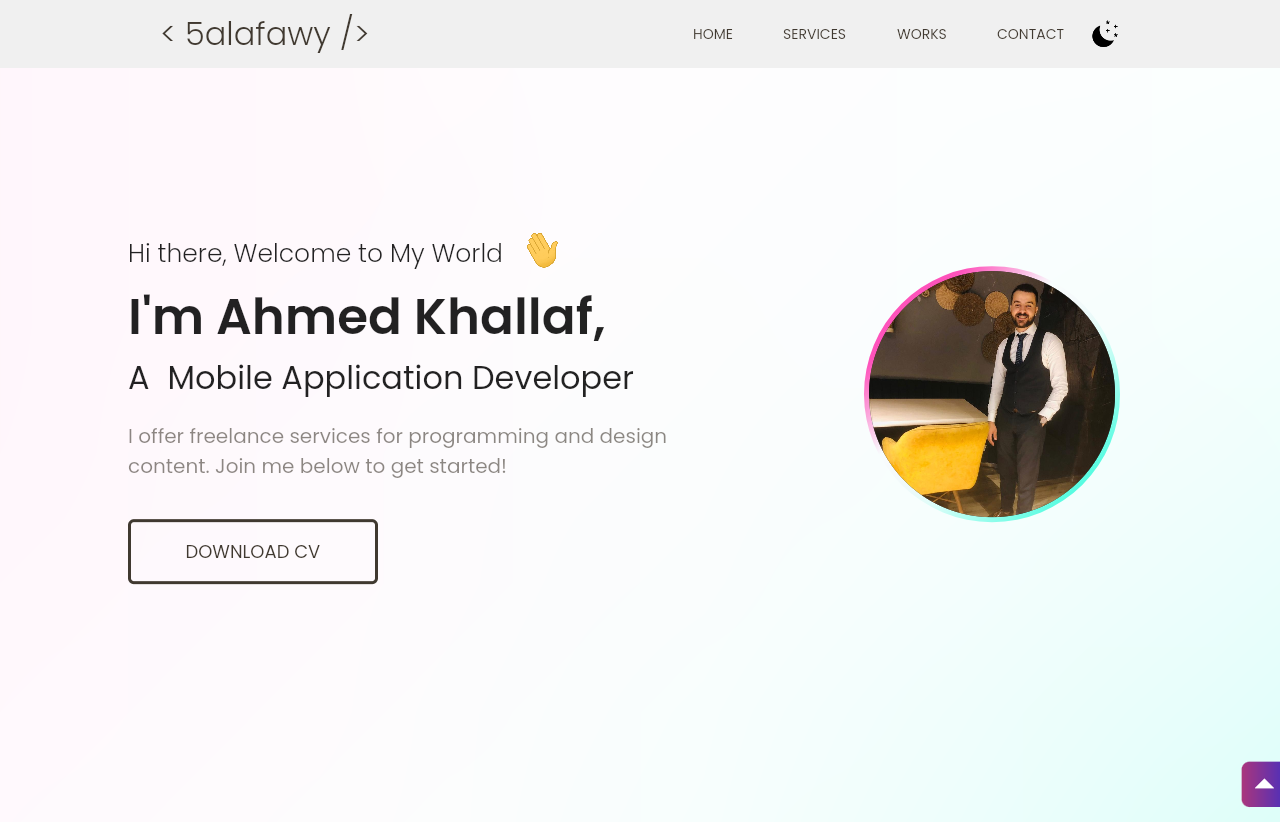 < 5alafawy />
HOME SERVICES WORKS CONTACT
Hi there, Welcome to My World 👋
I'm Ahmed Khallaf,
A Mobile Application Developer
I offer freelance services for programming and design
content. Join me below to get started!
DOWNLOAD CV